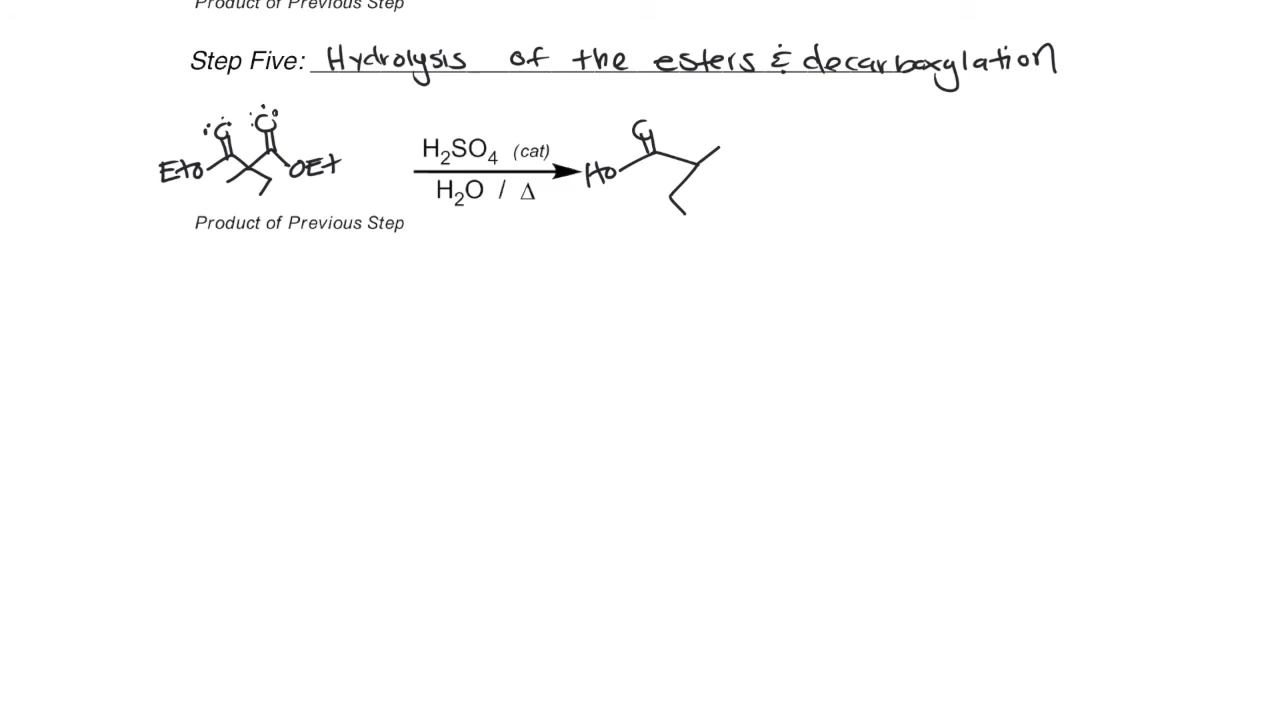 Product of Previous Step
Step Five: Hydrolysis of the esters & decarboxylation
:O: :O:
EtO OEt
H₂SO₄ (cat)
H₂O / Δ
HO O
Product of Previous Step